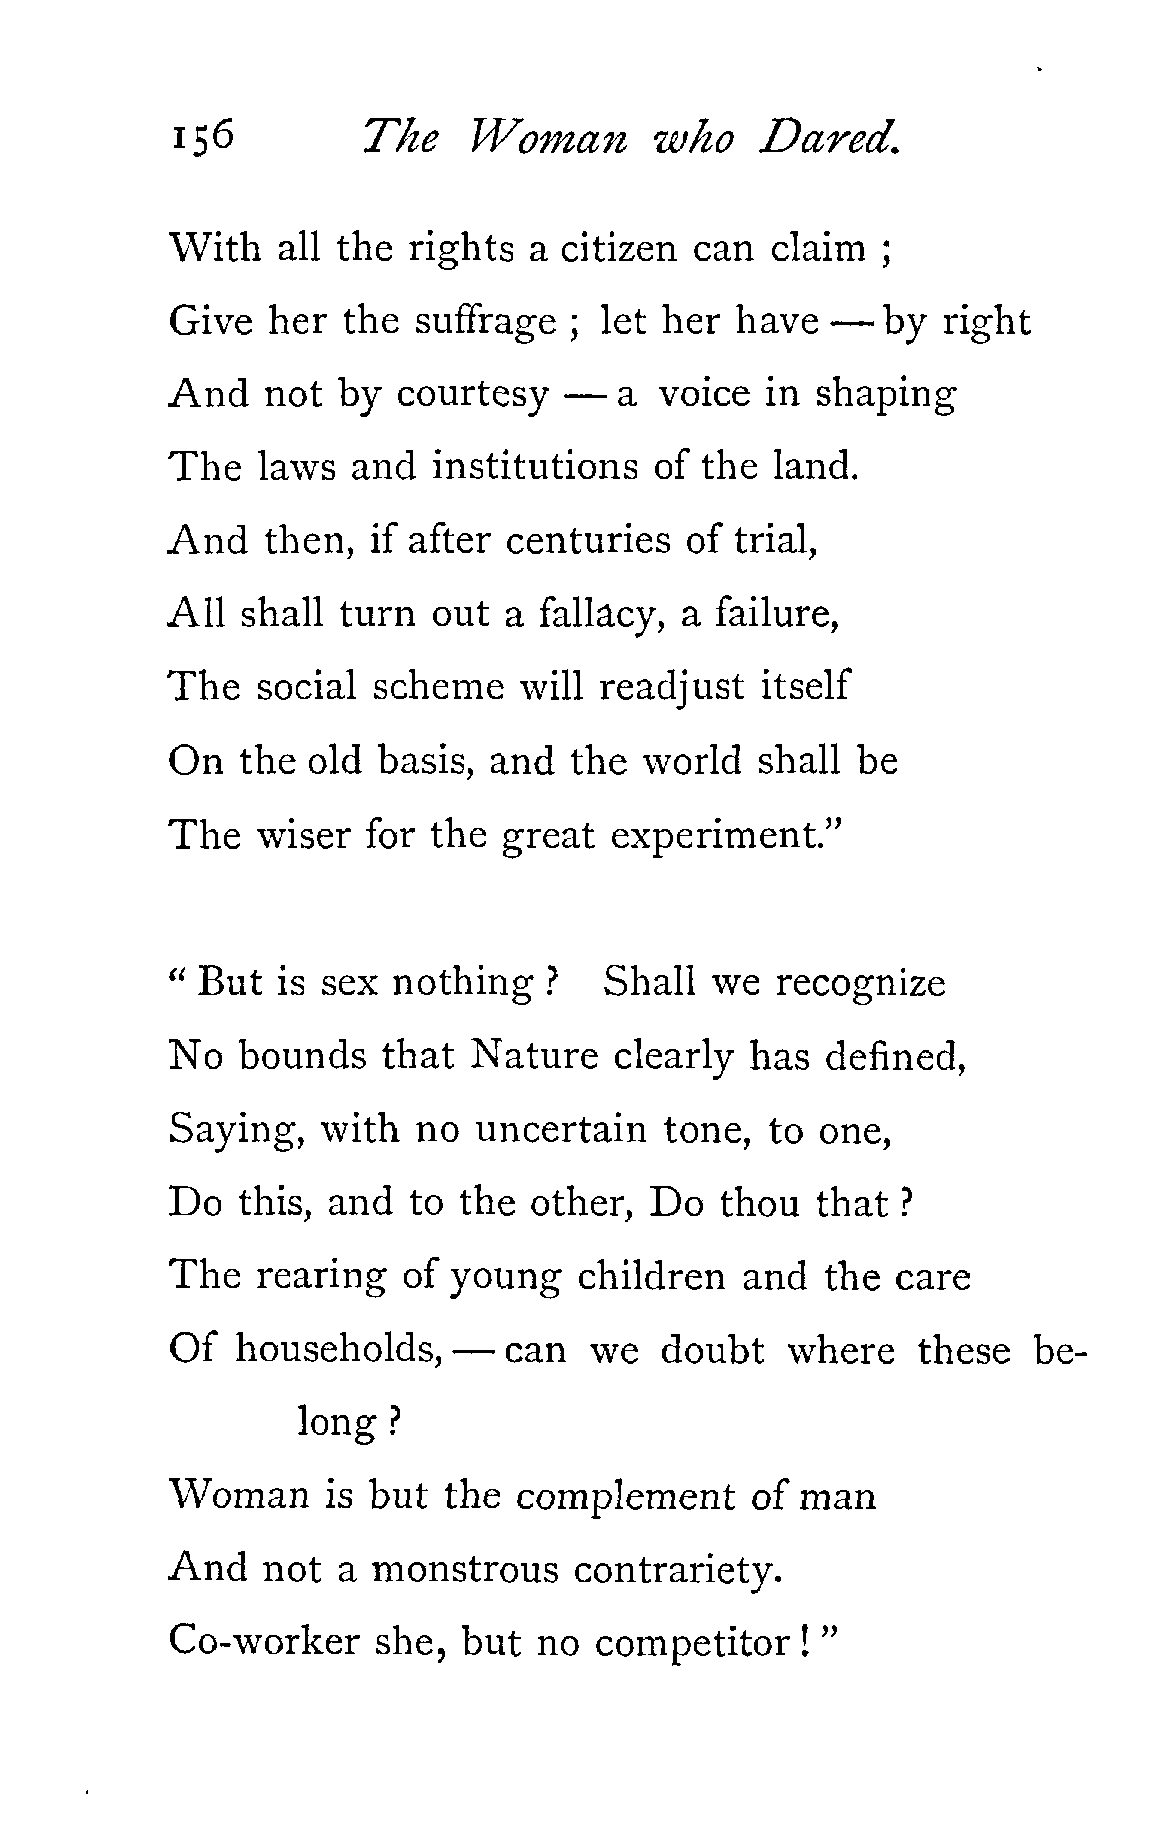 156 The Woman who Dared.
With all the rights a citizen can claim ;
Give her the suffrage ; let her have — by right
And not by courtesy — a voice in shaping
The laws and institutions of the land.
And then, if after centuries of trial,
All shall turn out a fallacy, a failure,
The social scheme will readjust itself
On the old basis, and the world shall be
The wiser for the great experiment.”
“ But is sex nothing ? Shall we recognize
No bounds that Nature clearly has defined,
Saying, with no uncertain tone, to one,
Do this, and to the other, Do thou that ?
The rearing of young children and the care
Of households, — can we doubt where these be-
long ?
Woman is but the complement of man
And not a monstrous contrariety.
Co-worker she, but no competitor ! ”